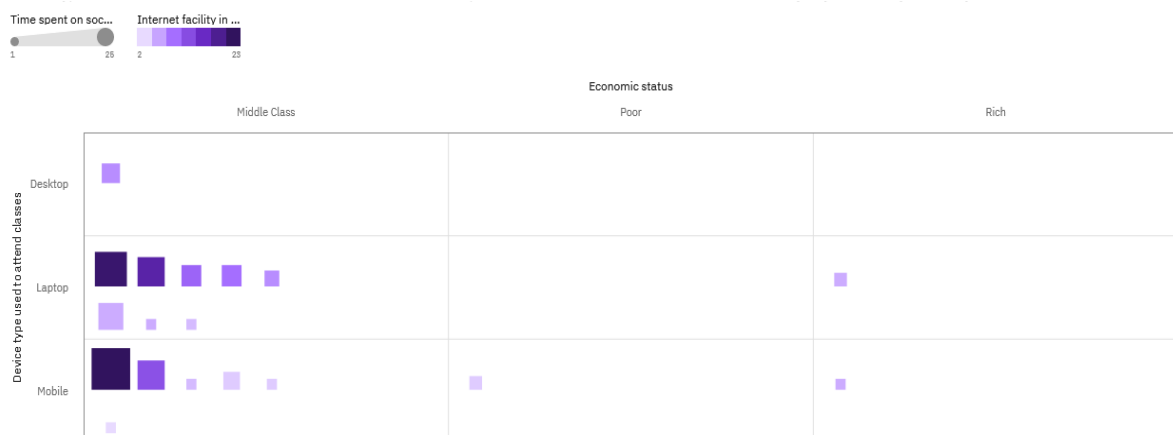 Time spent on soc... Internet facility in ...
1 26 2 23
Economic status
Middle Class Poor Rich
Device type used to attend classes
Desktop
Laptop
Mobile